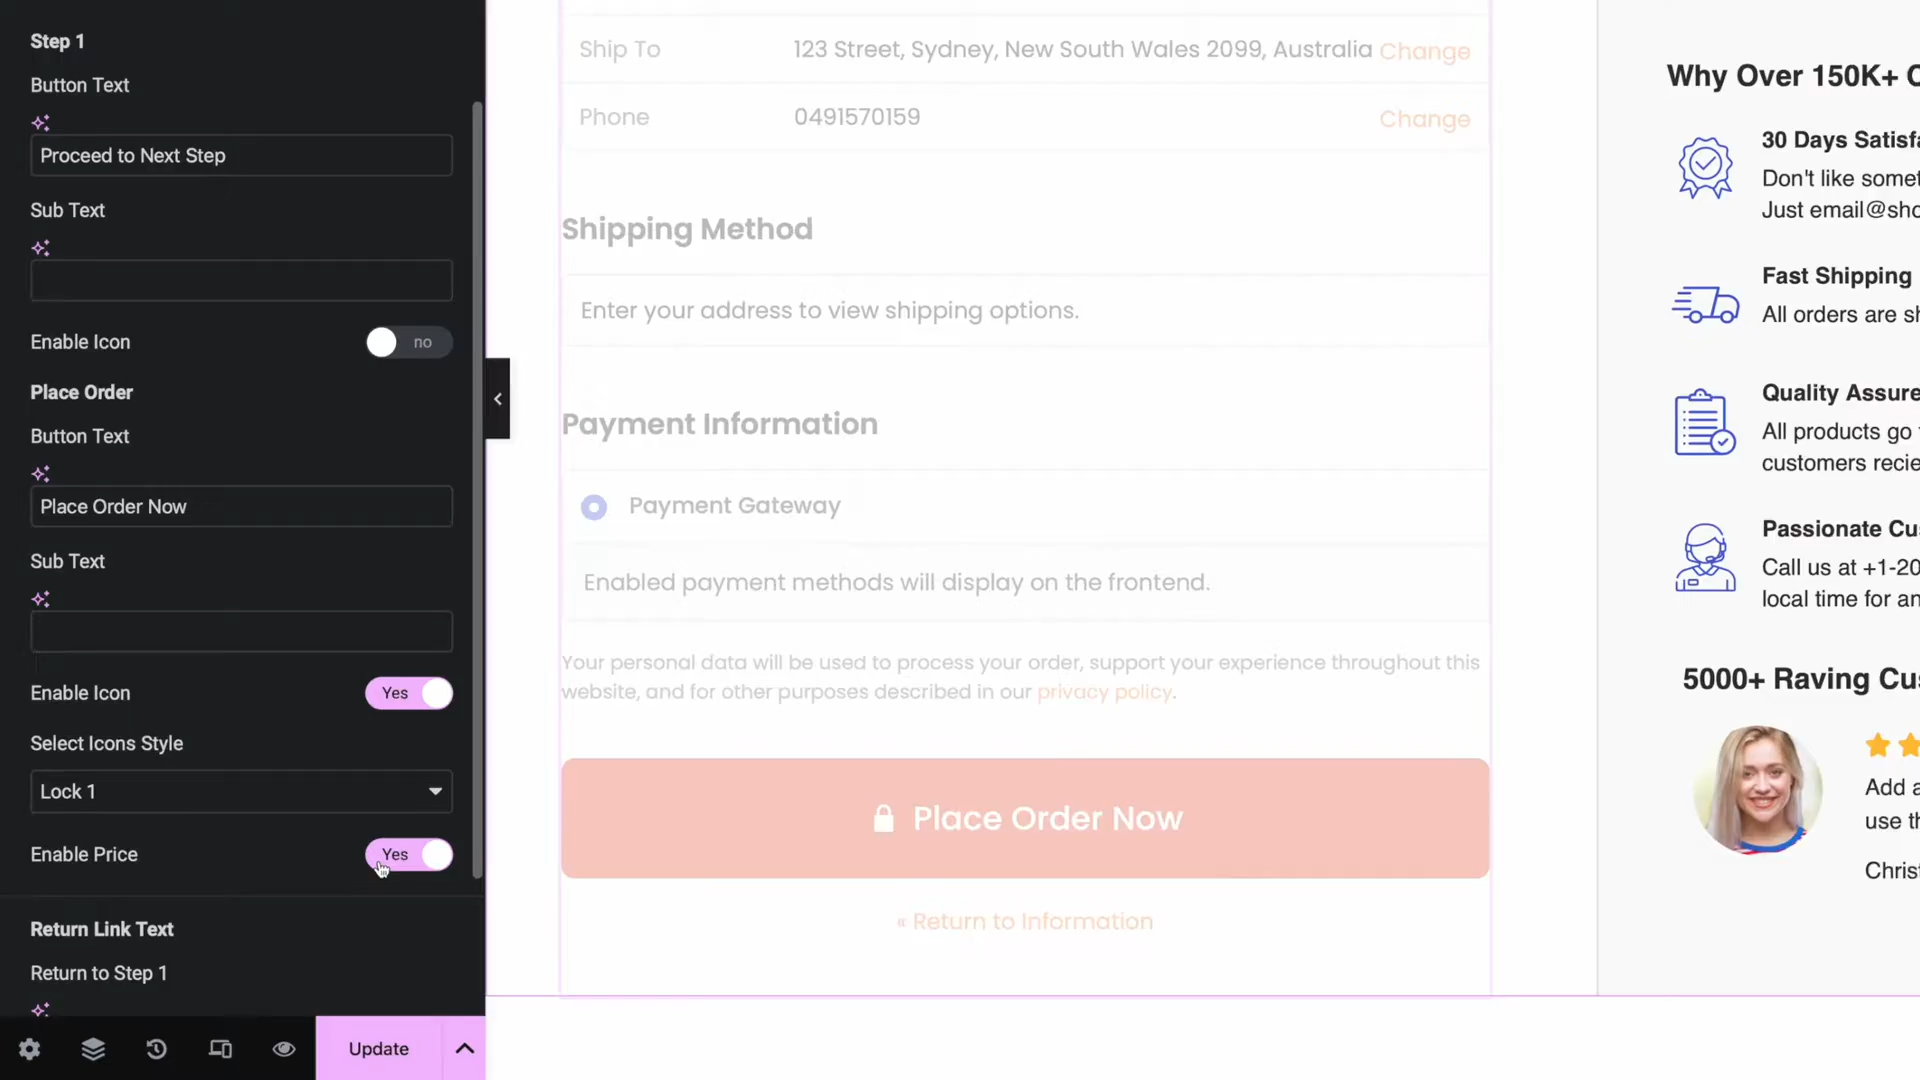 Step 1
Button Text
Proceed to Next Step
Sub Text
Enable Icon
no
Place Order
Button Text
Place Order Now
Sub Text
Enable Icon
Yes
Select Icons Style
Lock 1
Enable Price
Yes
Return Link Text
Return to Step 1
Update
Ship To
123 Street, Sydney, New South Wales 2099, Australia
Change
Phone
0491570159
Change
Shipping Method
Enter your address to view shipping options.
Payment Information
Payment Gateway
Enabled payment methods will display on the frontend.
Your personal data will be used to process your order, support your experience throughout this
website, and for other purposes described in our privacy policy.
Place Order Now
« Return to Information
Why Over 150K+ C
30 Days Satisfa
Don't like somet
Just email@sho
Fast Shipping
All orders are sh
Quality Assure
All products go t
customers recie
Passionate Cus
Call us at +1-20
local time for an
5000+ Raving Cus
Add a
use th
Christ